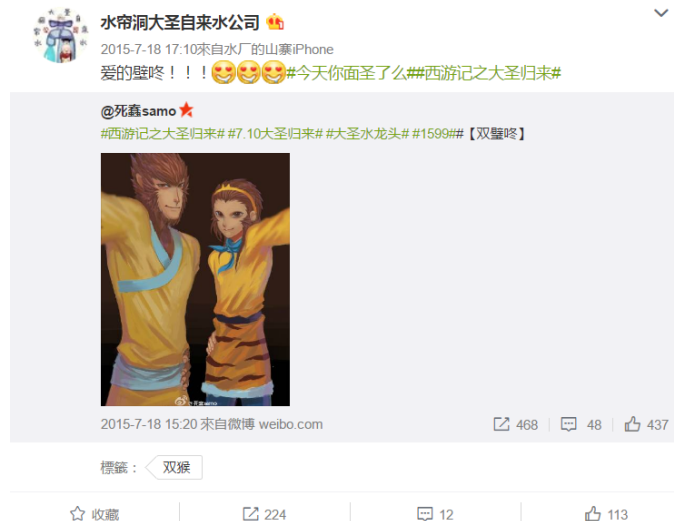 水帘洞大圣自来水公司
2015-7-18 17:10來自水厂的山寨iPhone
爱的壁咚！！！#今天你面圣了么##西游记之大圣归来#
@死蠢samo
#西游记之大圣归来# #7.10大圣归来# #大圣水龙头# #1599##【双壁咚】
2015-7-18 15:20 來自微博 weibo.com
468 48 437
標籤： 双猴
收藏 224 12 113